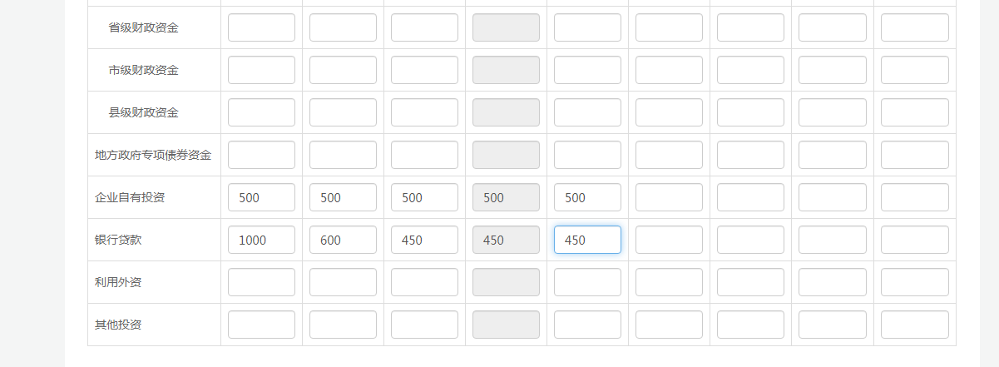 省级财政资金
市级财政资金
县级财政资金
地方政府专项债券资金
企业自有投资 500 500 500 500 500
银行贷款 1000 600 450 450 450
利用外资
其他投资